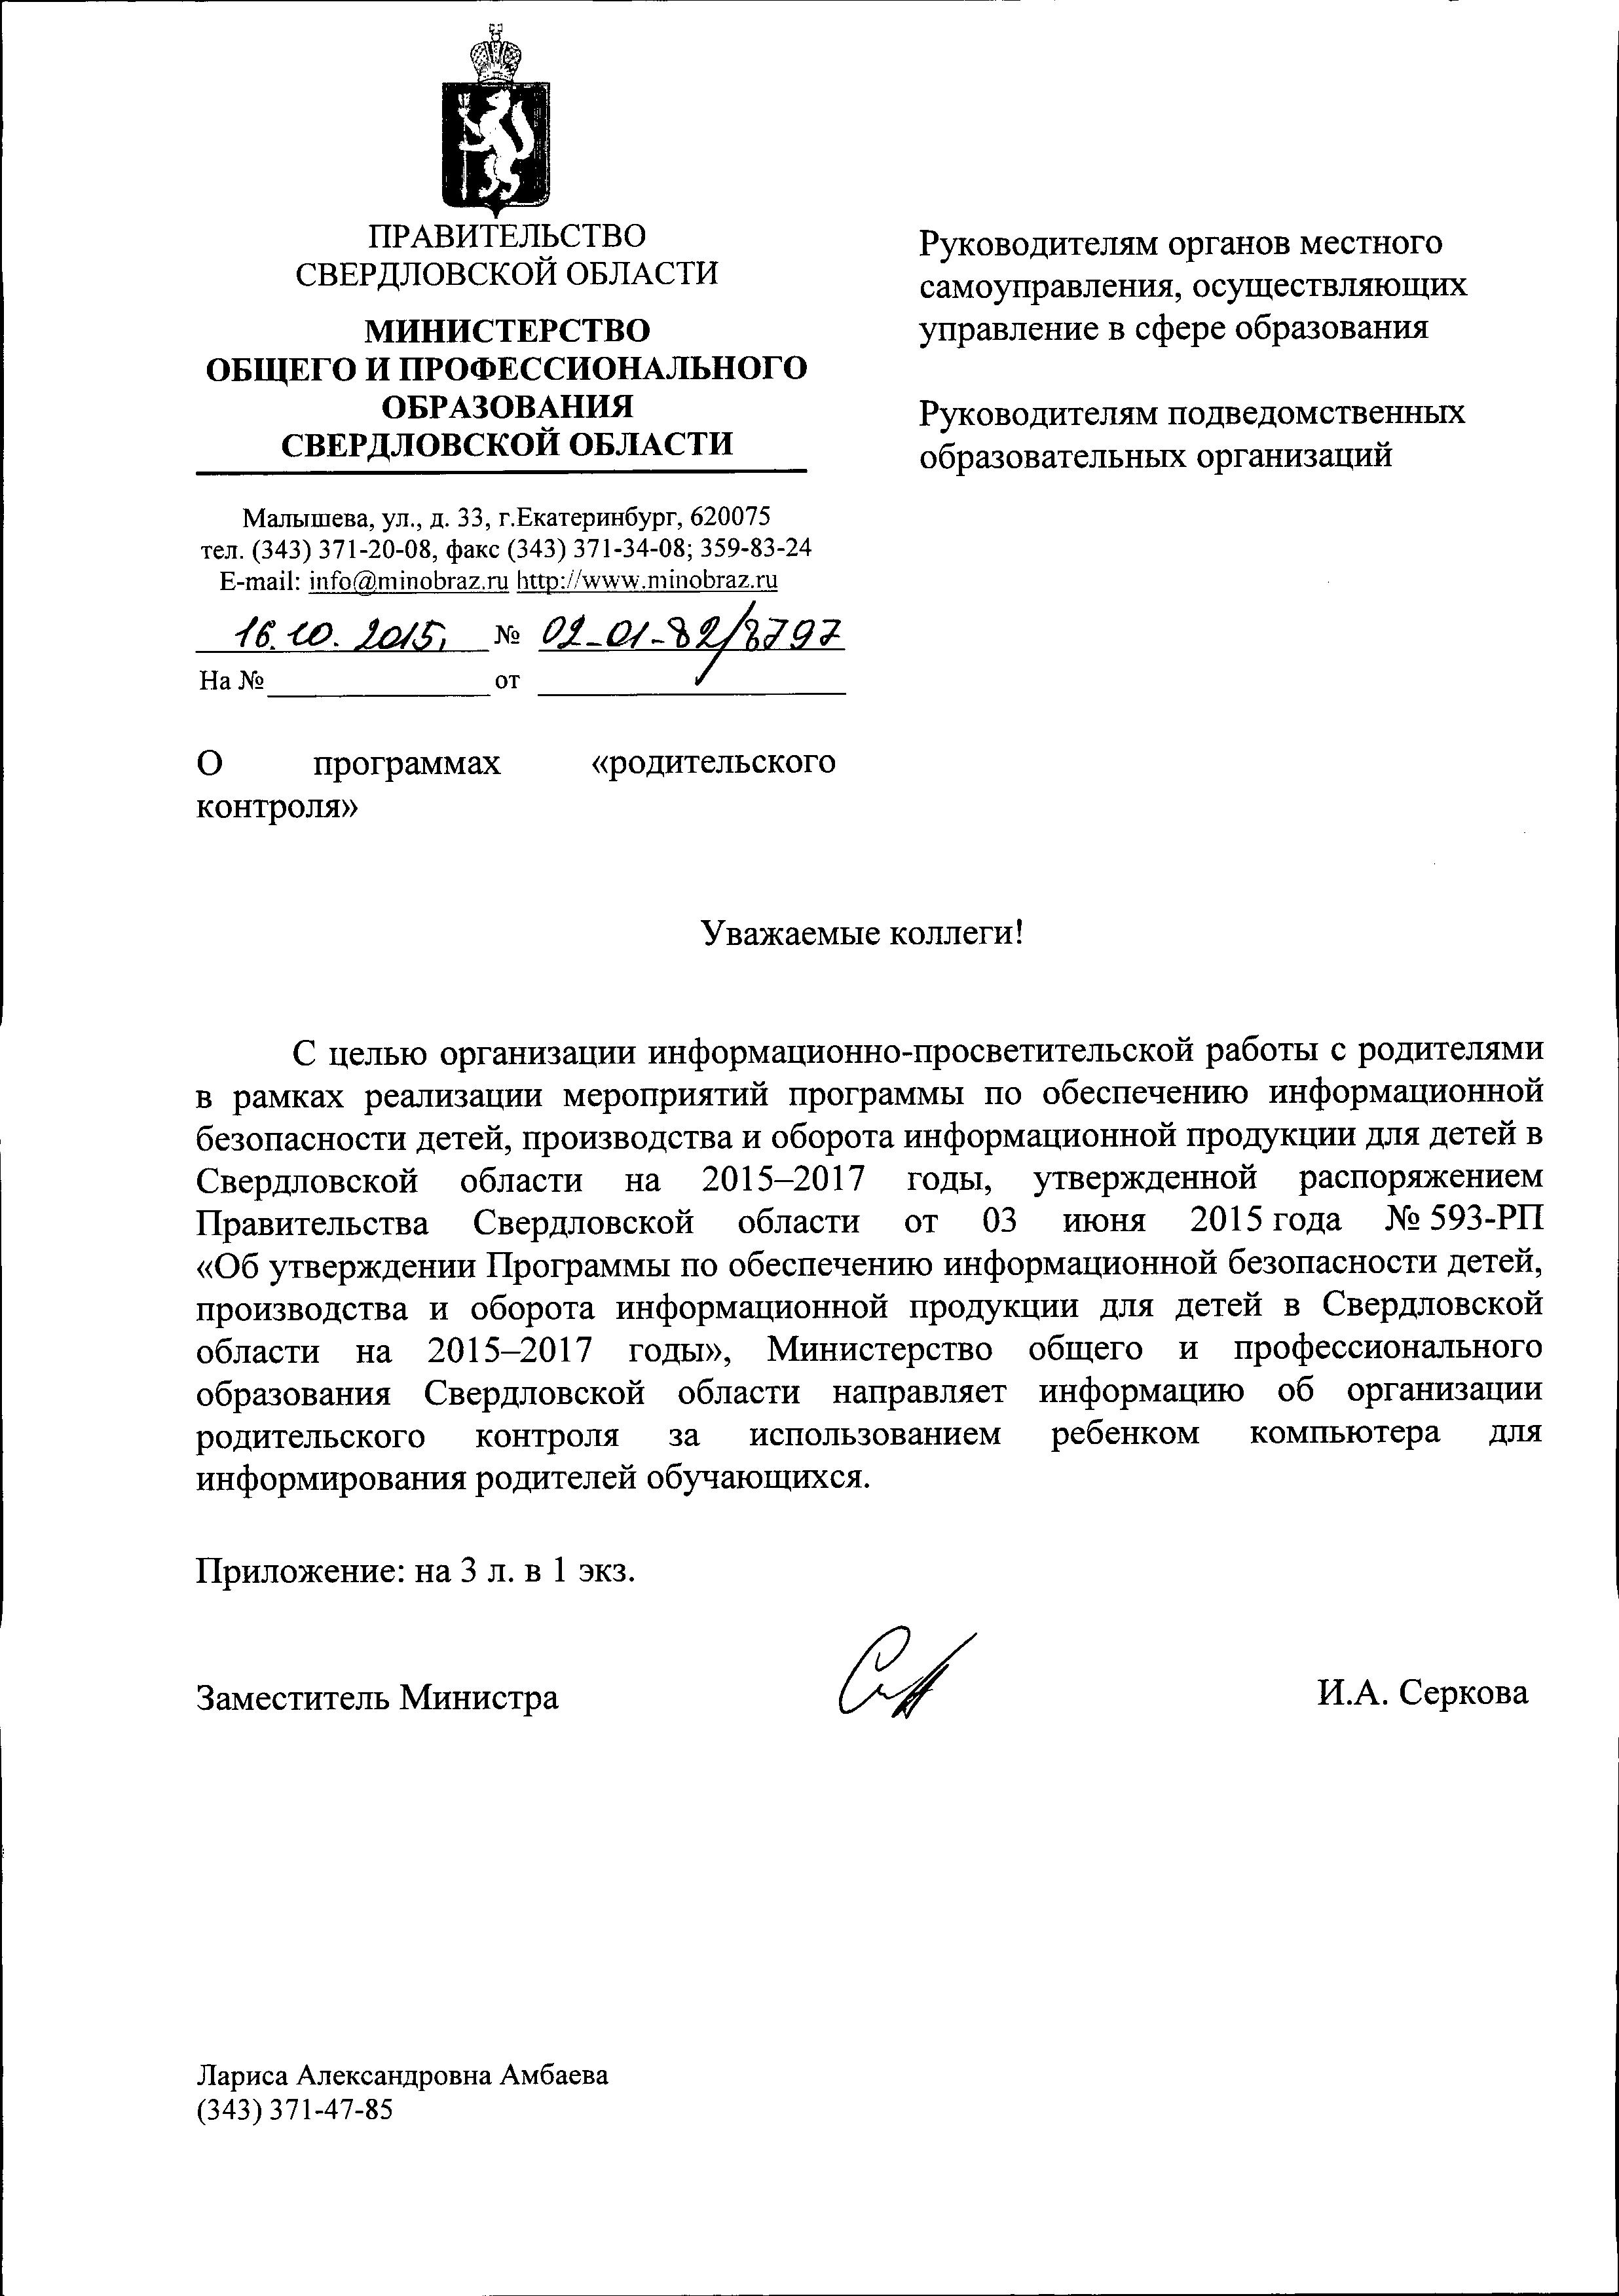 ПРАВИТЕЛЬСТВО
СВЕРДЛОВСКОЙ ОБЛАСТИ
МИНИСТЕРСТВО
ОБЩЕГО И ПРОФЕССИОНАЛЬНОГО
ОБРАЗОВАНИЯ
СВЕРДЛОВСКОЙ ОБЛАСТИ
Малышева, ул., д. 33, г.Екатеринбург, 620075
тел. (343) 371-20-08, факс (343) 371-34-08; 359-83-24
E-mail: info@minobraz.ru http://www.minobraz.ru
16.10.2015, № 02-01-82/8797
На № от
Руководителям органов местного
самоуправления, осуществляющих
управление в сфере образования
Руководителям подведомственных
образовательных организаций
О программах «родительского
контроля»
Уважаемые коллеги!
С целью организации информационно-просветительской работы с родителями
в рамках реализации мероприятий программы по обеспечению информационной
безопасности детей, производства и оборота информационной продукции для детей в
Свердловской области на 2015–2017 годы, утвержденной распоряжением
Правительства Свердловской области от 03 июня 2015 года № 593-РП
«Об утверждении Программы по обеспечению информационной безопасности детей,
производства и оборота информационной продукции для детей в Свердловской
области на 2015–2017 годы», Министерство общего и профессионального
образования Свердловской области направляет информацию об организации
родительского контроля за использованием ребенком компьютера для
информирования родителей обучающихся.
Приложение: на 3 л. в 1 экз.
Заместитель Министра И.А. Серкова
Лариса Александровна Амбаева
(343) 371-47-85